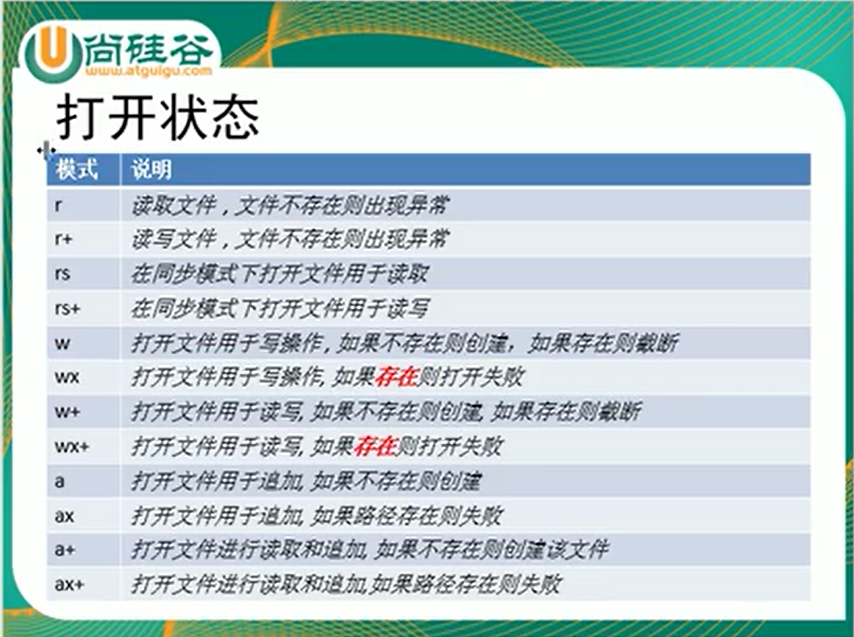 尚硅谷
www.atguigu.com
打开状态
模式 说明
r 读取文件，文件不存在则出现异常
r+ 读写文件，文件不存在则出现异常
rs 在同步模式下打开文件用于读取
rs+ 在同步模式下打开文件用于读写
w 打开文件用于写操作, 如果不存在则创建，如果存在则截断
wx 打开文件用于写操作, 如果存在则打开失败
w+ 打开文件用于读写, 如果不存在则创建, 如果存在则截断
wx+ 打开文件用于读写, 如果存在则打开失败
a 打开文件用于追加, 如果不存在则创建
ax 打开文件用于追加, 如果路径存在则失败
a+ 打开文件进行读取和追加, 如果不存在则创建该文件
ax+ 打开文件进行读取和追加,如果路径存在则失败